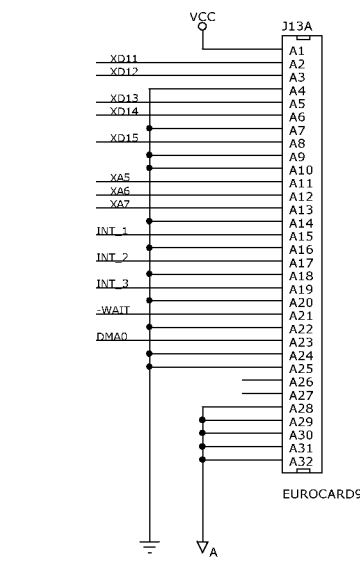 VCC
J13A
A1
XD11 A2
XD12 A3
A4
XD13 A5
XD14 A6
A7
XD15 A8
A9
A10
XA5 A11
XA6 A12
XA7 A13
A14
INT_1 A15
A16
INT_2 A17
A18
INT_3 A19
A20
-WAIT A21
A22
DMA0 A23
A24
A25
A26
A27
A28
A29
A30
A31
A32
EUROCARD9
A